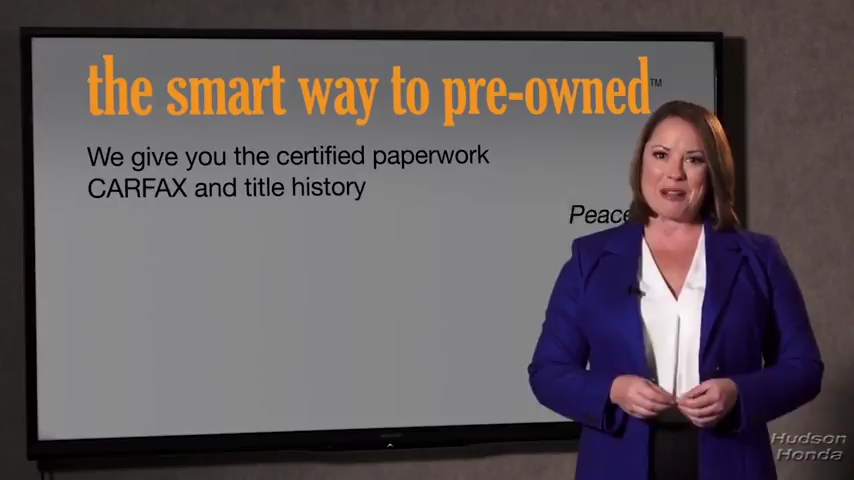 the smart way to pre-owned™
We give you the certified paperwork
CARFAX and title history
Peace
Hudson
Honda